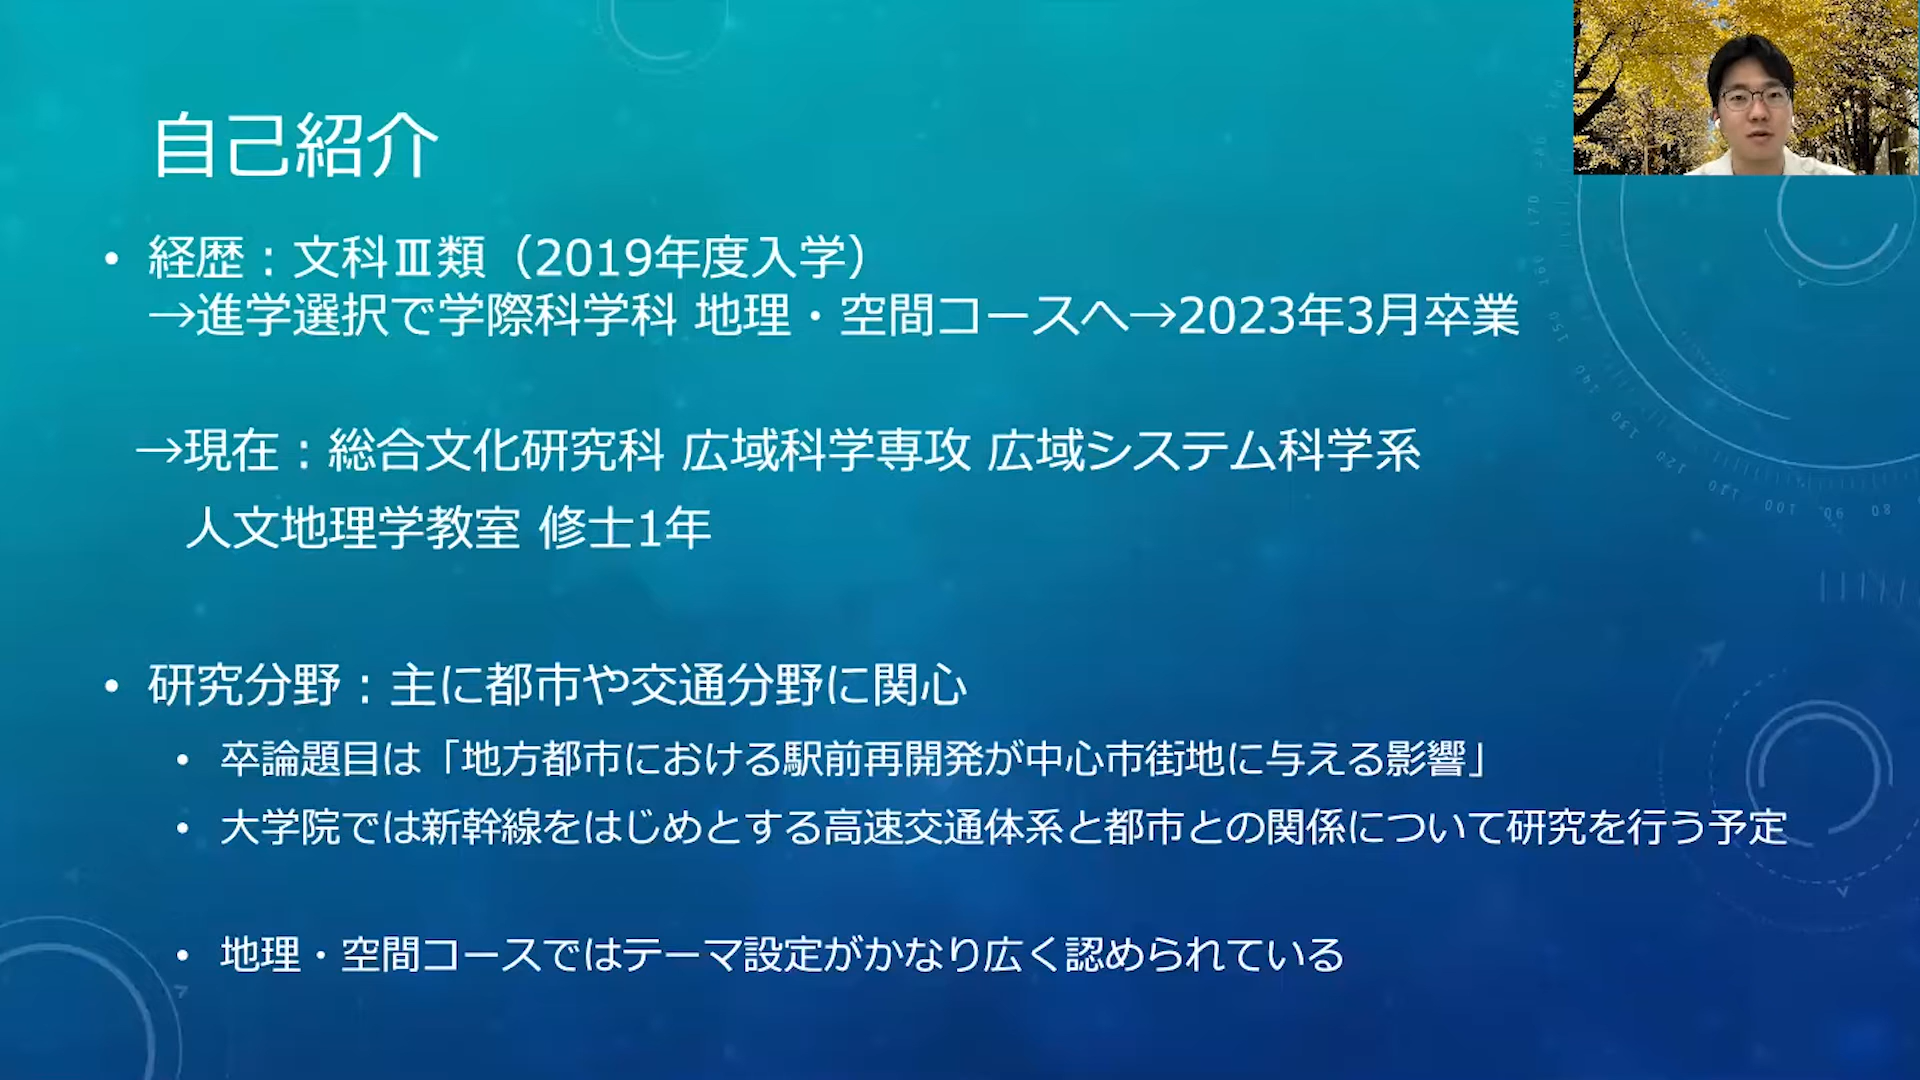 自己紹介
• 経歴：文科Ⅲ類（2019年度入学）
→進学選択で学際科学科 地理・空間コースへ→2023年3月卒業
→現在：総合文化研究科 広域科学専攻 広域システム科学系
人文地理学教室 修士1年
• 研究分野：主に都市や交通分野に関心
• 卒論題目は「地方都市における駅前再開発が中心市街地に与える影響」
• 大学院では新幹線をはじめとする高速交通体系と都市との関係について研究を行う予定
• 地理・空間コースではテーマ設定がかなり広く認められている
170
160
150
140
130
120
110
100
90
80